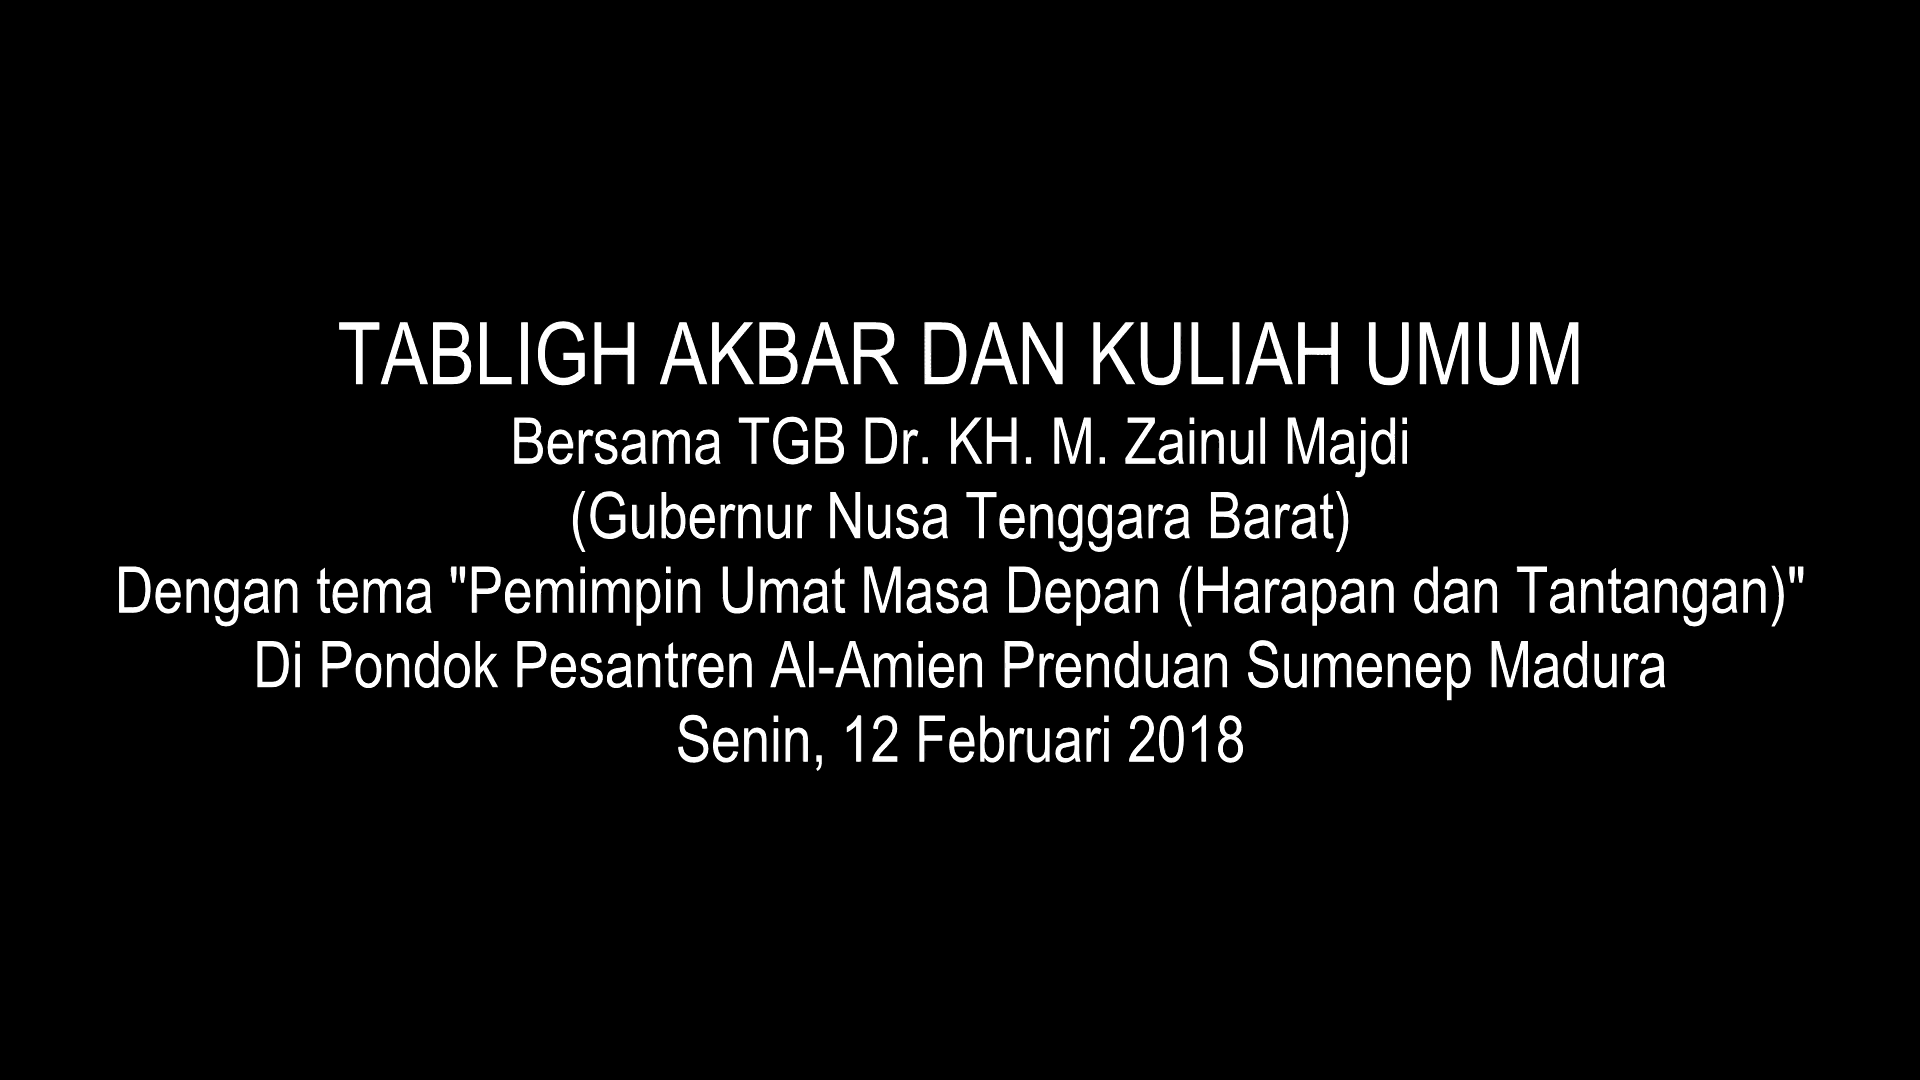 TABLIGH AKBAR DAN KULIAH UMUM
Bersama TGB Dr. KH. M. Zainul Majdi
(Gubernur Nusa Tenggara Barat)
Dengan tema "Pemimpin Umat Masa Depan (Harapan dan Tantangan)"
Di Pondok Pesantren Al-Amien Prenduan Sumenep Madura
Senin, 12 Februari 2018